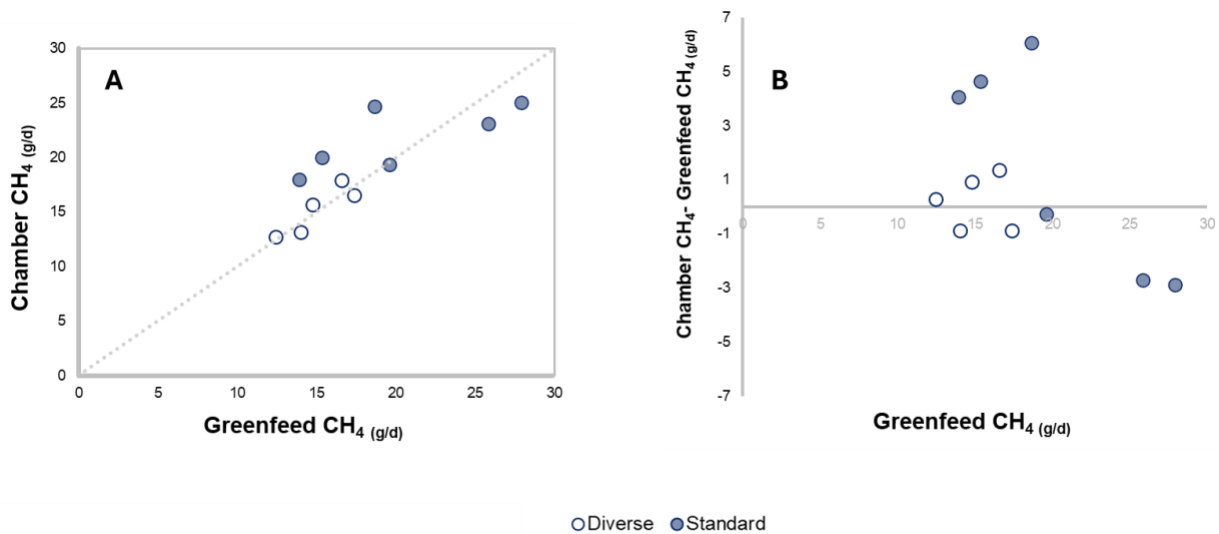 A
30
25
20
15
10
5
0
0 5 10 15 20 25 30
Chamber CH₄ (g/d)
Greenfeed CH₄ (g/d)
B
7
5
3
1
-1
-3
-5
-7
0 5 10 15 20 25 30
Chamber CH₄- Greenfeed CH₄ (g/d)
Greenfeed CH₄ (g/d)
Diverse Standard